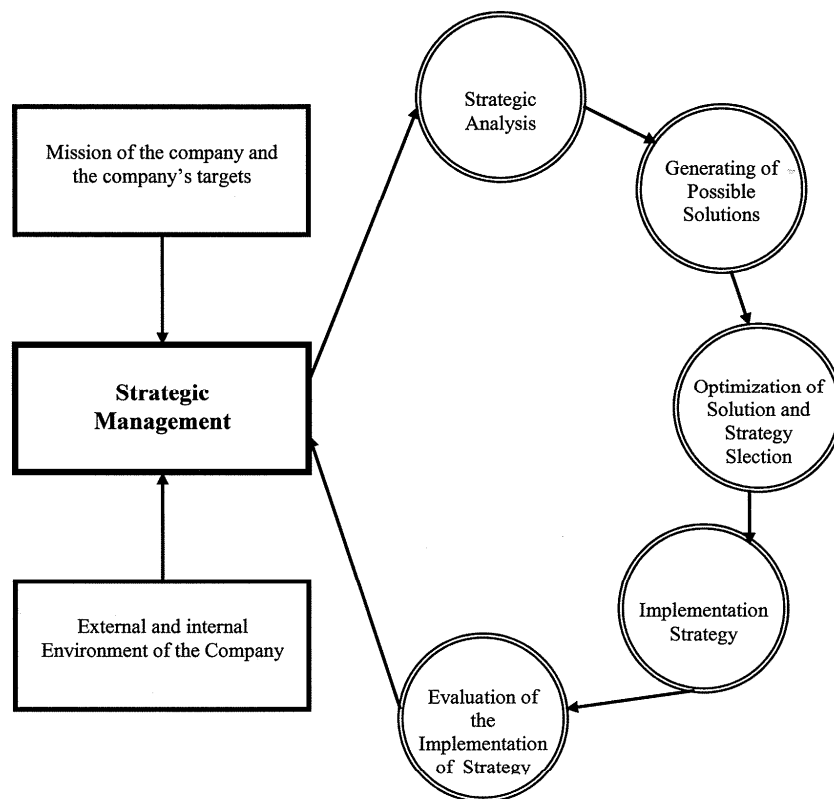 Mission of the company and
the company's targets
Strategic
Management
External and internal
Environment of the Company
Strategic
Analysis
Generating of
Possible
Solutions
Optimization of
Solution and
Strategy
Slection
Implementation
Strategy
Evaluation of
the
Implementation
of Strategy